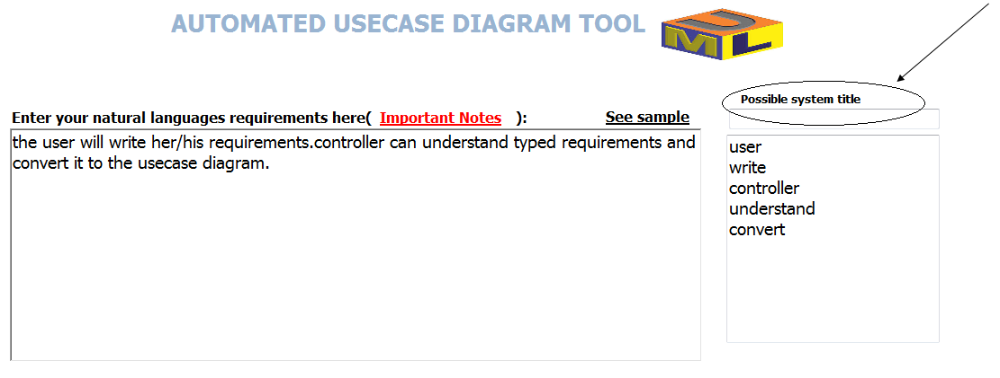 AUTOMATED USECASE DIAGRAM TOOL
UML
Possible system title
Enter your natural languages requirements here( Important Notes ): See sample
the user will write her/his requirements.controller can understand typed requirements and
convert it to the usecase diagram.
user
write
controller
understand
convert